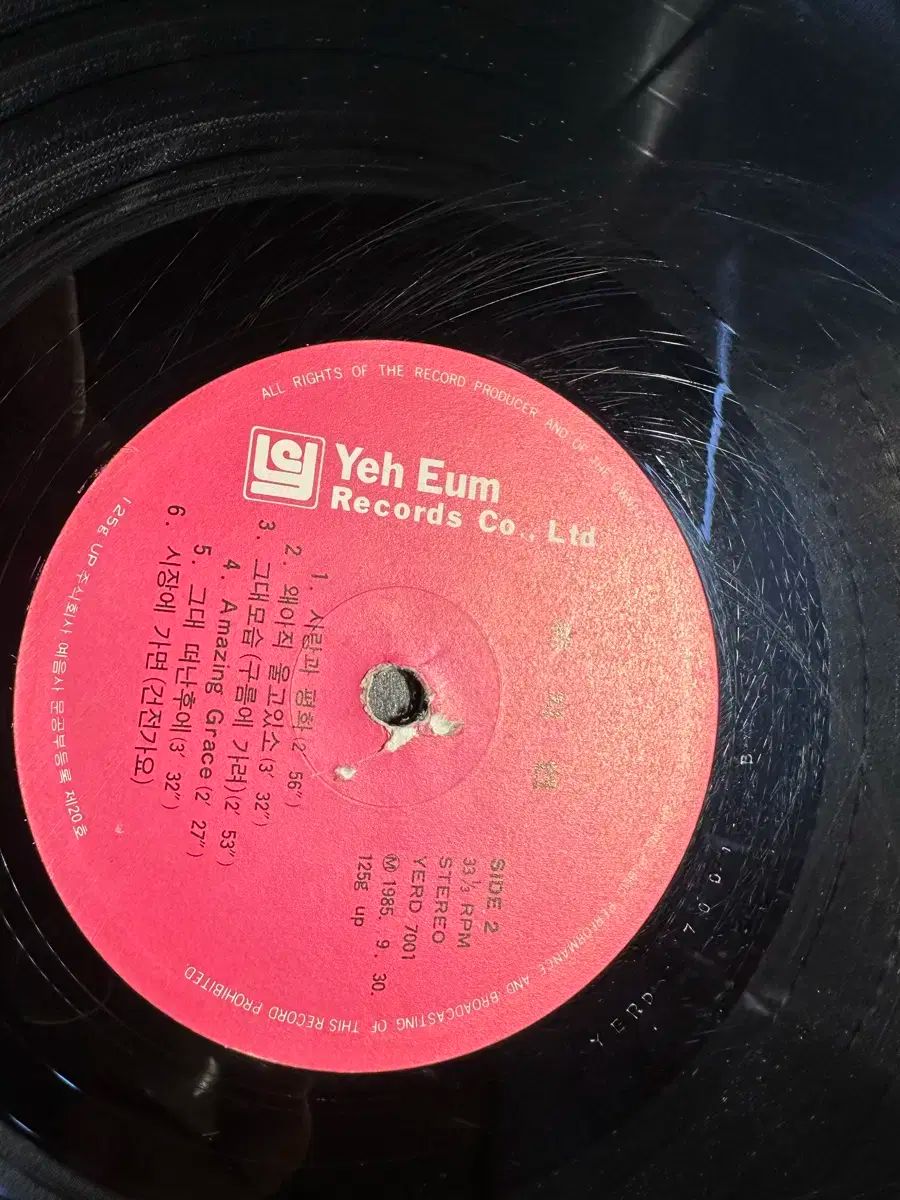 ALL RIGHTS OF THE RECORD PRODUCER AND OF THE
Yeh Eum
Records Co., Ltd
SIDE 2
33⅓ RPM
STEREO
YERD 7001
Ⓜ 1985. 9. 30.
125g up
1. 사랑과 평화(2' 56")
2. 왜아직 울고있소(3' 32")
3. 그대모습(구름에 가려)(2' 53")
4. Amazing Grace(2' 27")
5. 그대 떠난후에(3' 32")
6. 시장에 가면(건전가요)
PERFORMANCE AND BROADCASTING OF THIS RECORD PROHIBITED.
125g UP 주식회사 예음사 문공부등록 제20호
YERD 7001 B